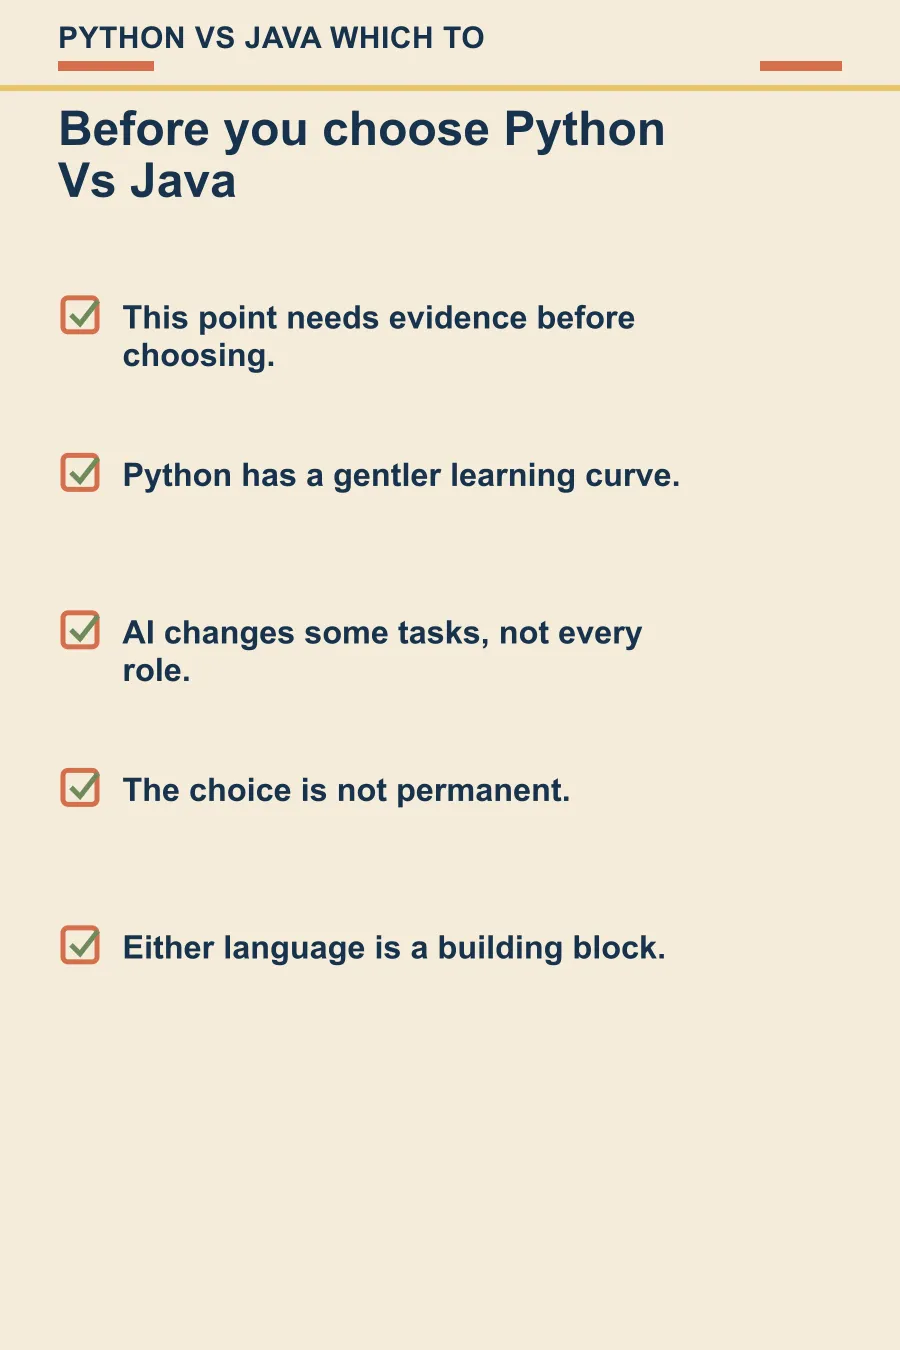 PYTHON VS JAVA WHICH TO
Before you choose Python
Vs Java
This point needs evidence before
choosing.
Python has a gentler learning curve.
AI changes some tasks, not every
role.
The choice is not permanent.
Either language is a building block.